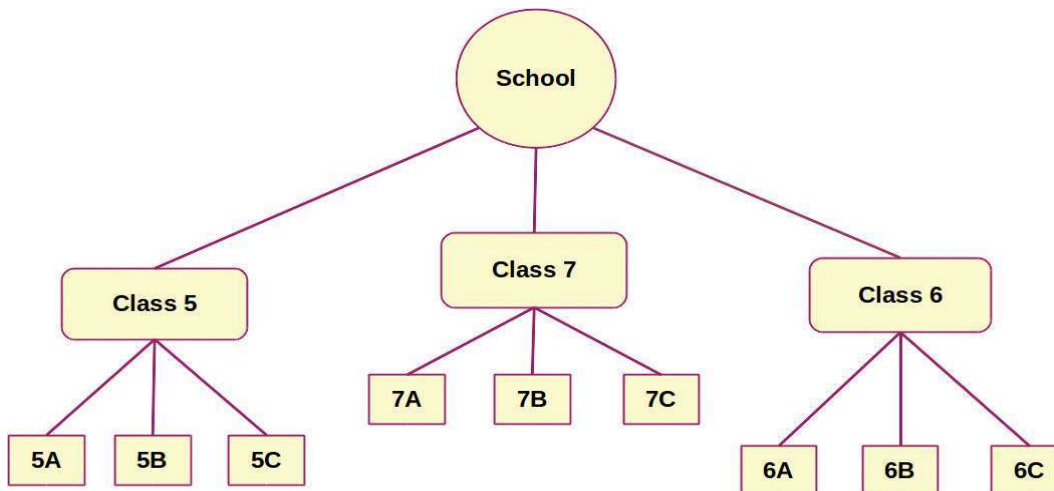 School
Class 5
Class 7
Class 6
7A
7B
7C
5A
5B
5C
6A
6B
6C